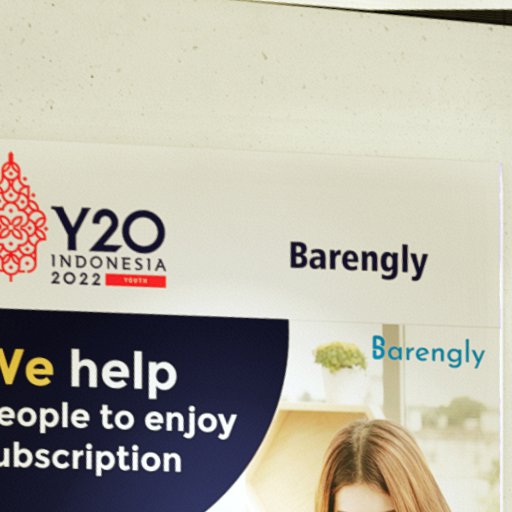 Y20
INDONESIA
2022 YOUTH
Barengly
Barengly
We help
eople to enjoy
ubscription